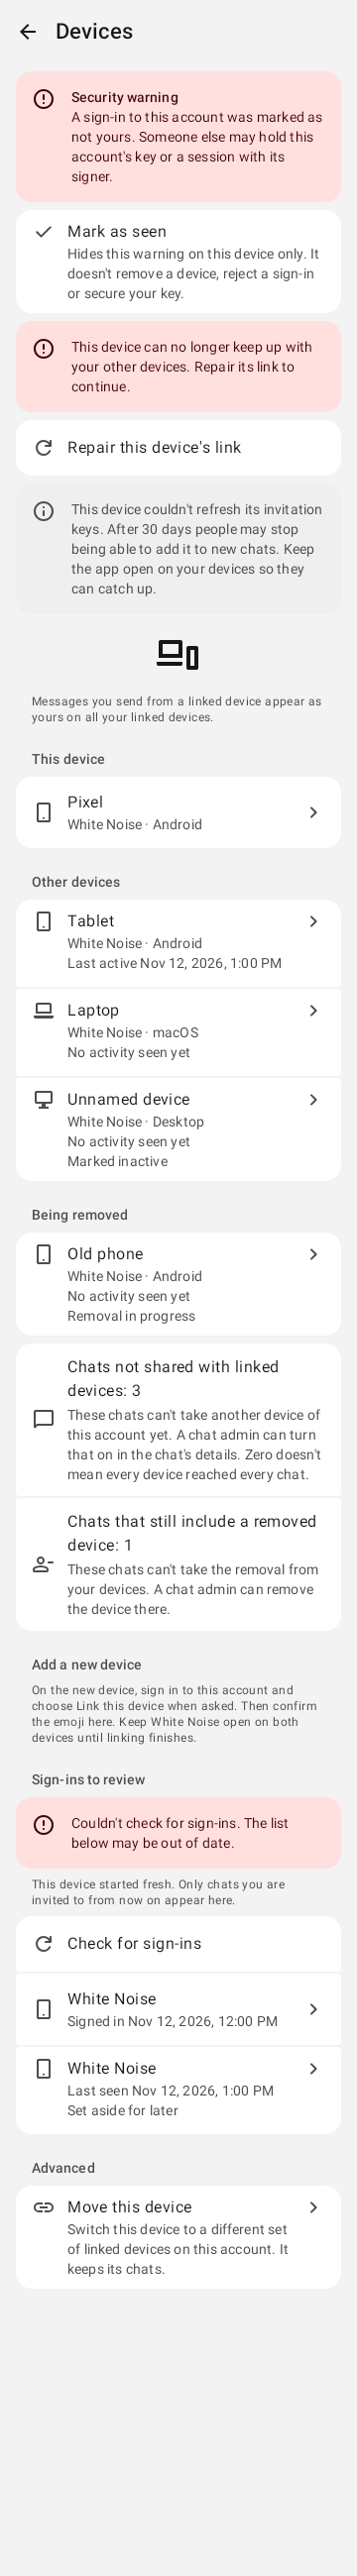 Devices
Security warning
A sign-in to this account was marked as
not yours. Someone else may hold this
account's key or a session with its
signer.
Mark as seen
Hides this warning on this device only. It
doesn't remove a device, reject a sign-in
or secure your key.
This device can no longer keep up with
your other devices. Repair its link to
continue.
Repair this device's link
This device couldn't refresh its invitation
keys. After 30 days people may stop
being able to add it to new chats. Keep
the app open on your devices so they
can catch up.
Messages you send from a linked device appear as
yours on all your linked devices.
This device
Pixel
White Noise · Android
Other devices
Tablet
White Noise · Android
Last active Nov 12, 2026, 1:00 PM
Laptop
White Noise · macOS
No activity seen yet
Unnamed device
White Noise · Desktop
No activity seen yet
Marked inactive
Being removed
Old phone
White Noise · Android
No activity seen yet
Removal in progress
Chats not shared with linked
devices: 3
These chats can't take another device of
this account yet. A chat admin can turn
that on in the chat's details. Zero doesn't
mean every device reached every chat.
Chats that still include a removed
device: 1
These chats can't take the removal from
your devices. A chat admin can remove
the device there.
Add a new device
On the new device, sign in to this account and
choose Link this device when asked. Then confirm
the emoji here. Keep White Noise open on both
devices until linking finishes.
Sign-ins to review
Couldn't check for sign-ins. The list
below may be out of date.
This device started fresh. Only chats you are
invited to from now on appear here.
Check for sign-ins
White Noise
Signed in Nov 12, 2026, 12:00 PM
White Noise
Last seen Nov 12, 2026, 1:00 PM
Set aside for later
Advanced
Move this device
Switch this device to a different set
of linked devices on this account. It
keeps its chats.